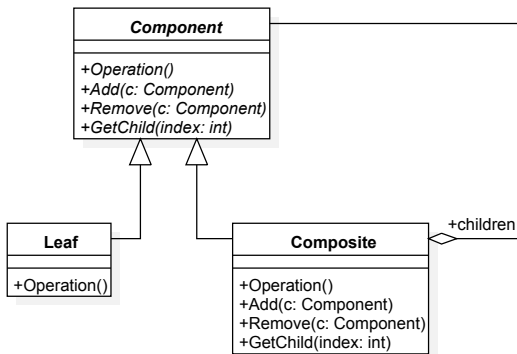 Component
+Operation()
+Add(c: Component)
+Remove(c: Component)
+GetChild(index: int)
Leaf
+Operation()
Composite
+Operation()
+Add(c: Component)
+Remove(c: Component)
+GetChild(index: int)
+children